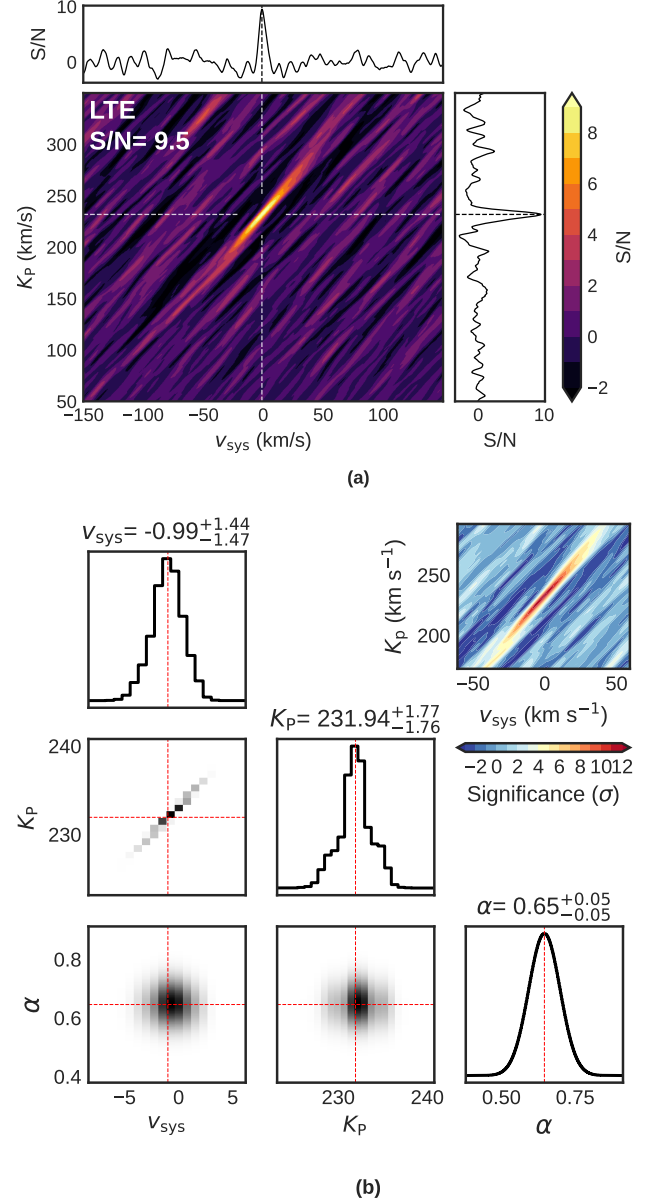 10
0
S/N
LTE
S/N= 9.5
350
300
250
200
150
100
50
K_P (km/s)
−150 −100 −50 0 50 100
v_sys (km/s)
0 10
S/N
8
6
4
2
0
−2
S/N
(a)
v_sys= -0.99^{+1.44}_{−1.47}
250
200
K_p (km s⁻¹)
−50 0 50
v_sys (km s⁻¹)
−2 0 2 4 6 8 10 12
Significance (σ)
K_P= 231.94^{+1.77}_{−1.76}
240
230
K_P
α= 0.65^{+0.05}_{−0.05}
0.8
0.6
0.4
α
−5 0 5
v_sys
230 240
K_P
0.50 0.75
α
(b)